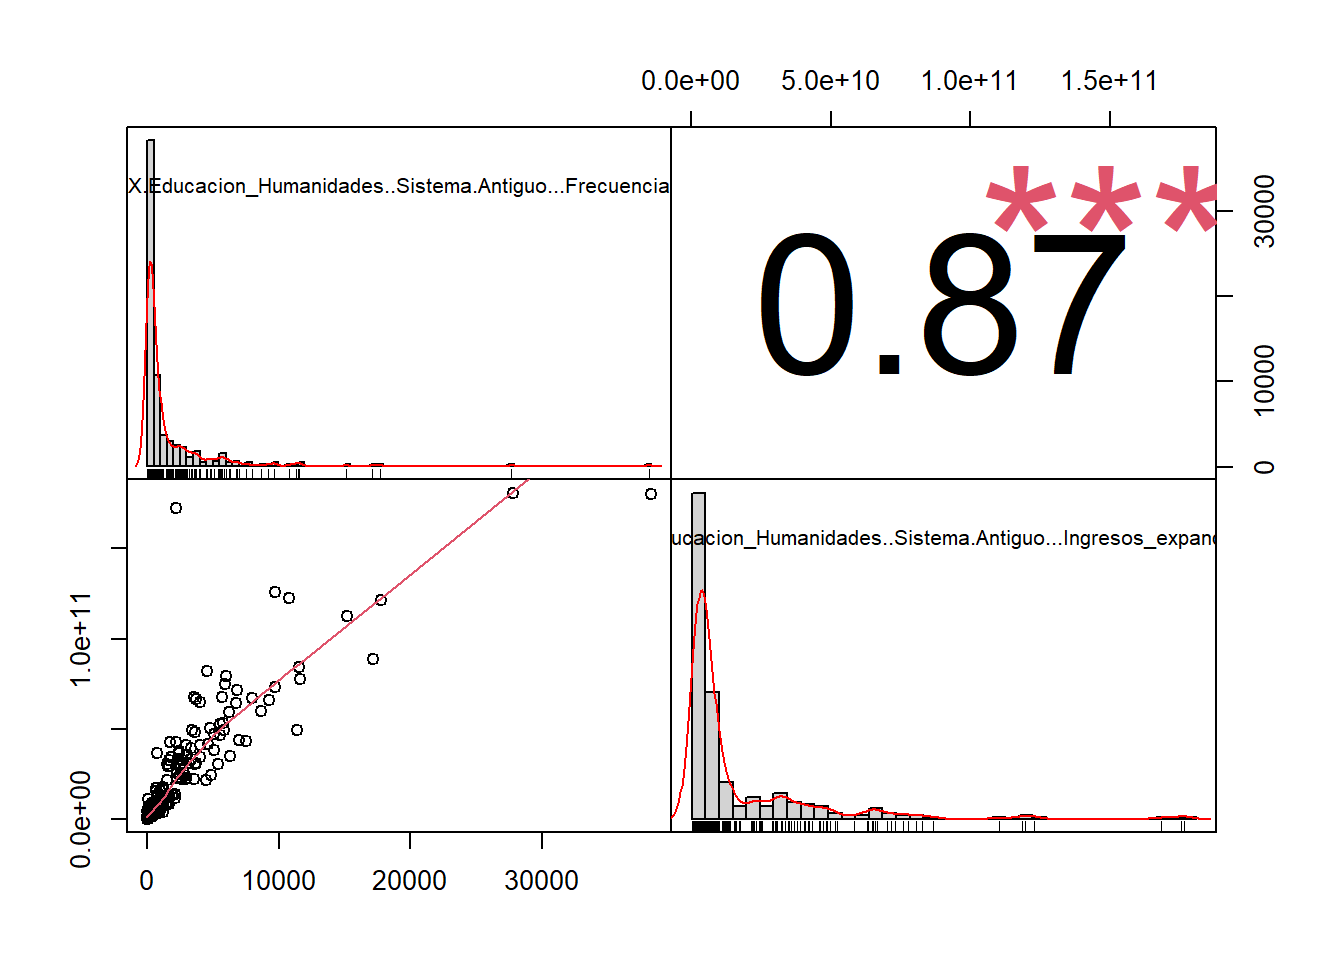 0.0e+00 5.0e+10 1.0e+11 1.5e+11
X.Educacion_Humanidades..Sistema.Antiguo...Frecuencia
0.87
***
0 10000 30000
ucacion_Humanidades..Sistema.Antiguo...Ingresos_expand
0.0e+00 1.0e+11
0 10000 20000 30000